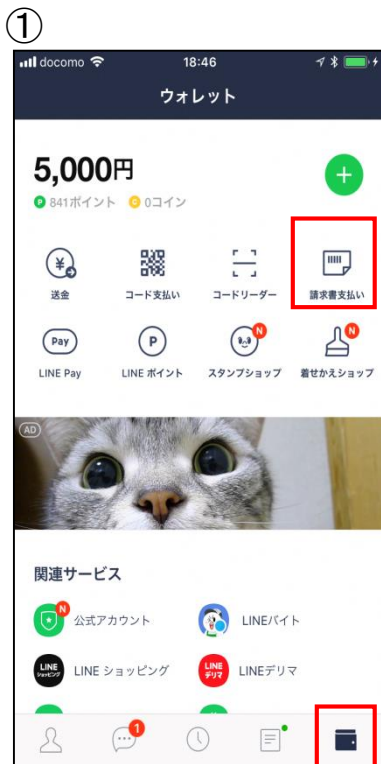 ①
docomo 18:46
ウォレット
5,000円
P 841ポイント 0コイン
送金 コード支払い コードリーダー 請求書支払い
Pay P N N
LINE Pay LINE ポイント スタンプショップ 着せかえショップ
AD
関連サービス
N 公式アカウント LINEバイト
LINE ショッピング LINE ショッピング LINE デリマ LINEデリマ
1